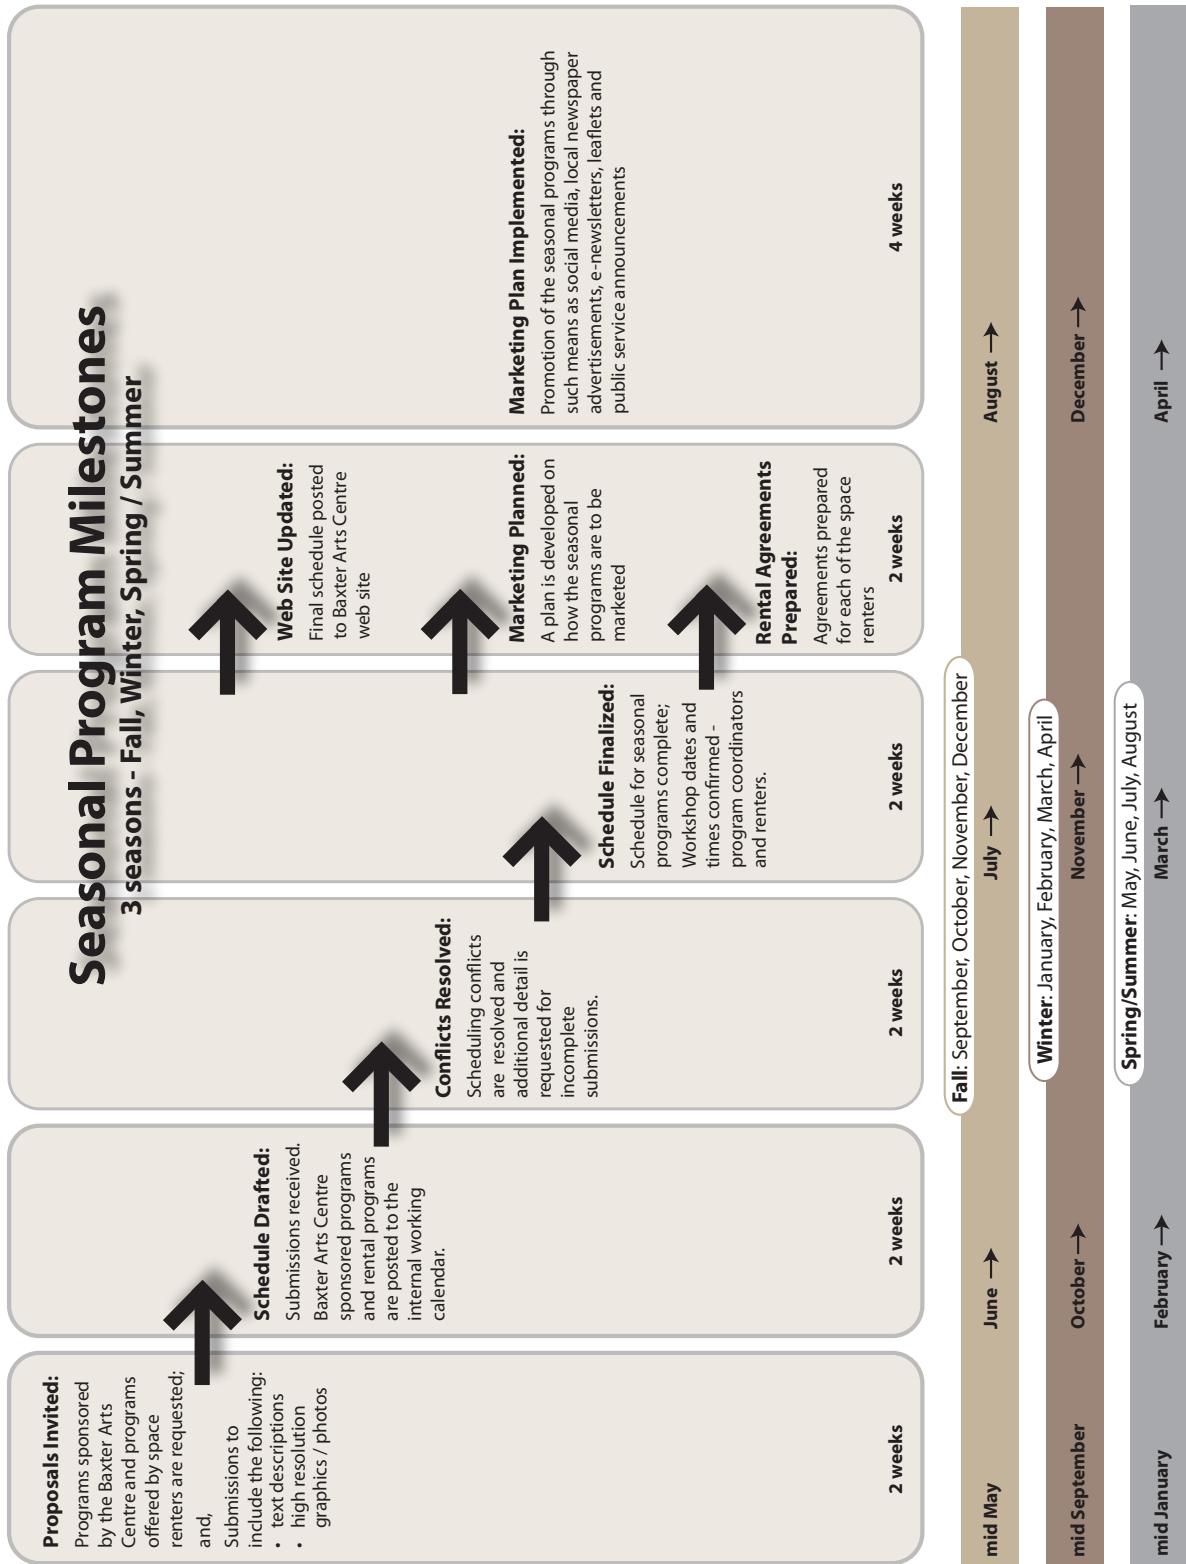 Seasonal Program Milestones
3 seasons - Fall, Winter, Spring / Summer
Proposals Invited:
Programs sponsored
by the Baxter Arts
Centre and programs
offered by space
renters are requested;
and,
Submissions to
include the following:
• text descriptions
• high resolution
graphics / photos
2 weeks
Schedule Drafted:
Submissions received.
Baxter Arts Centre
sponsored programs
and rental programs
are posted to the
internal working
calendar.
2 weeks
Conflicts Resolved:
Scheduling conflicts
are resolved and
additional detail is
requested for
incomplete
submissions.
2 weeks
Schedule Finalized:
Schedule for seasonal
programs complete;
Workshop dates and
times confirmed -
program coordinators
and renters.
2 weeks
Web Site Updated:
Final schedule posted
to Baxter Arts Centre
web site
Marketing Planned:
A plan is developed on
how the seasonal
programs are to be
marketed
Rental Agreements
Prepared:
Agreements prepared
for each of the space
renters
2 weeks
Marketing Plan Implemented:
Promotion of the seasonal programs through
such means as social media, local newspaper
advertisements, e-newsletters, leaflets and
public service announcements
4 weeks
Fall: September, October, November, December
mid May June → July → August →
Winter: January, February, March, April
mid September October → November → December →
Spring/Summer: May, June, July, August
mid January February → March → April →